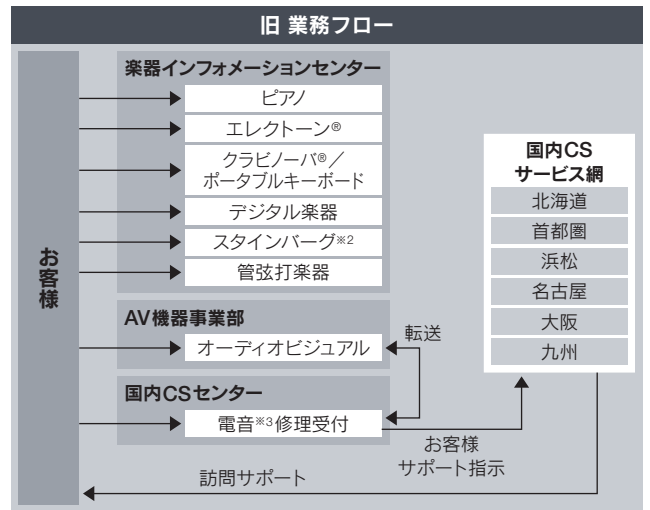 旧 業務フロー
お客様
楽器インフォメーションセンター
ピアノ
エレクトーン®
クラビノーバ®／
ポータブルキーボード
デジタル楽器
スタインバーグ※2
管弦打楽器
AV機器事業部
オーディオビジュアル
転送
国内CSセンター
電音※3修理受付
お客様
サポート指示
国内CS
サービス網
北海道
首都圏
浜松
名古屋
大阪
九州
訪問サポート